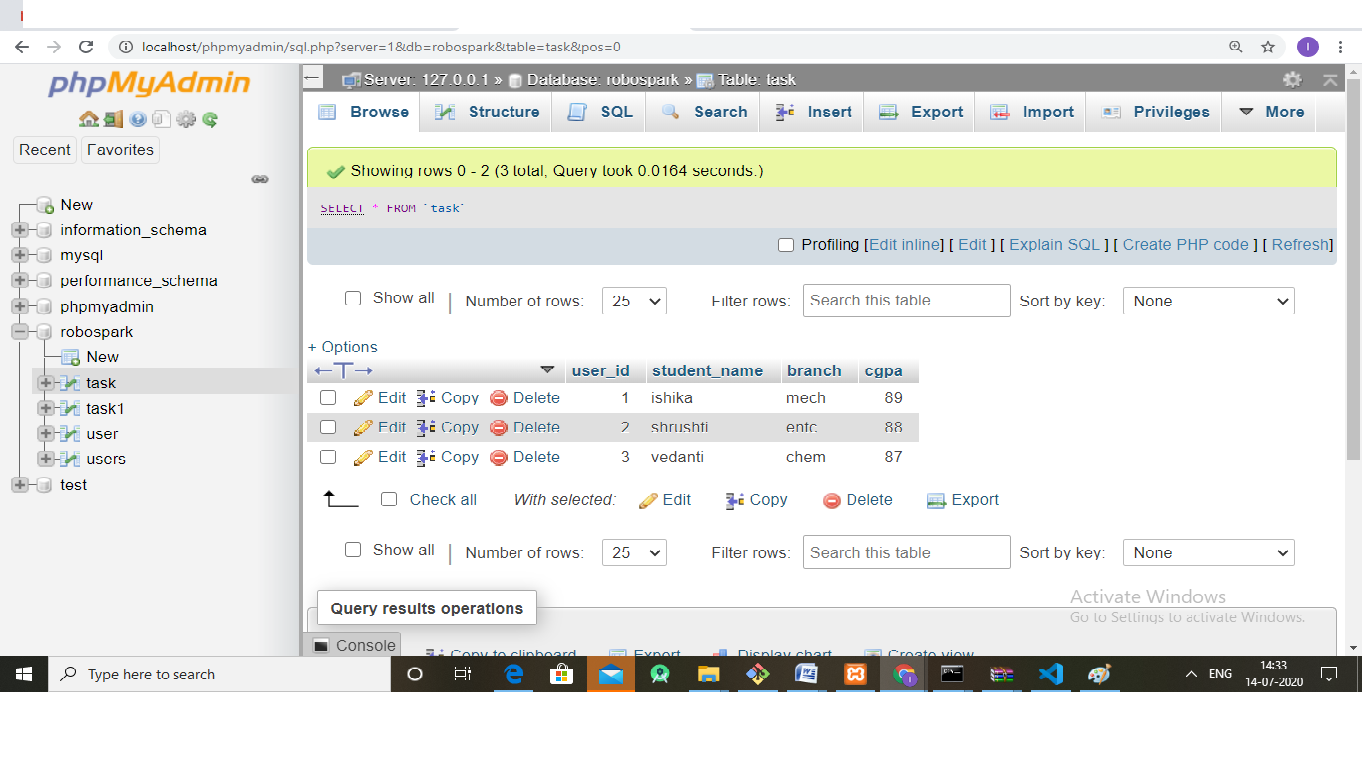 localhost/phpmyadmin/sql.php?server=1&db=robospark&table=task&pos=0
I
phpMyAdmin
Recent Favorites
New
information_schema
mysql
performance_schema
phpmyadmin
robospark
New
task
task1
user
users
test
Server: 127.0.0.1 » Database: robospark » Table: task
Browse Structure SQL Search Insert Export Import Privileges More
Showing rows 0 - 2 (3 total, Query took 0.0164 seconds.)
SELECT * FROM `task`
Profiling [Edit inline] [ Edit ] [ Explain SQL ] [ Create PHP code ] [ Refresh]
Show all | Number of rows: 25 Filter rows: Search this table Sort by key: None
+ Options
←T→ user_id student_name branch cgpa
Edit Copy Delete 1 ishika mech 89
Edit Copy Delete 2 shrushti entc 88
Edit Copy Delete 3 vedanti chem 87
Check all With selected: Edit Copy Delete Export
Show all | Number of rows: 25 Filter rows: Search this table Sort by key: None
Query results operations
Activate Windows
Go to Settings to activate Windows.
Console
Copy to clipboard Export Display chart Create view
Type here to search
ENG
14:33
14-07-2020